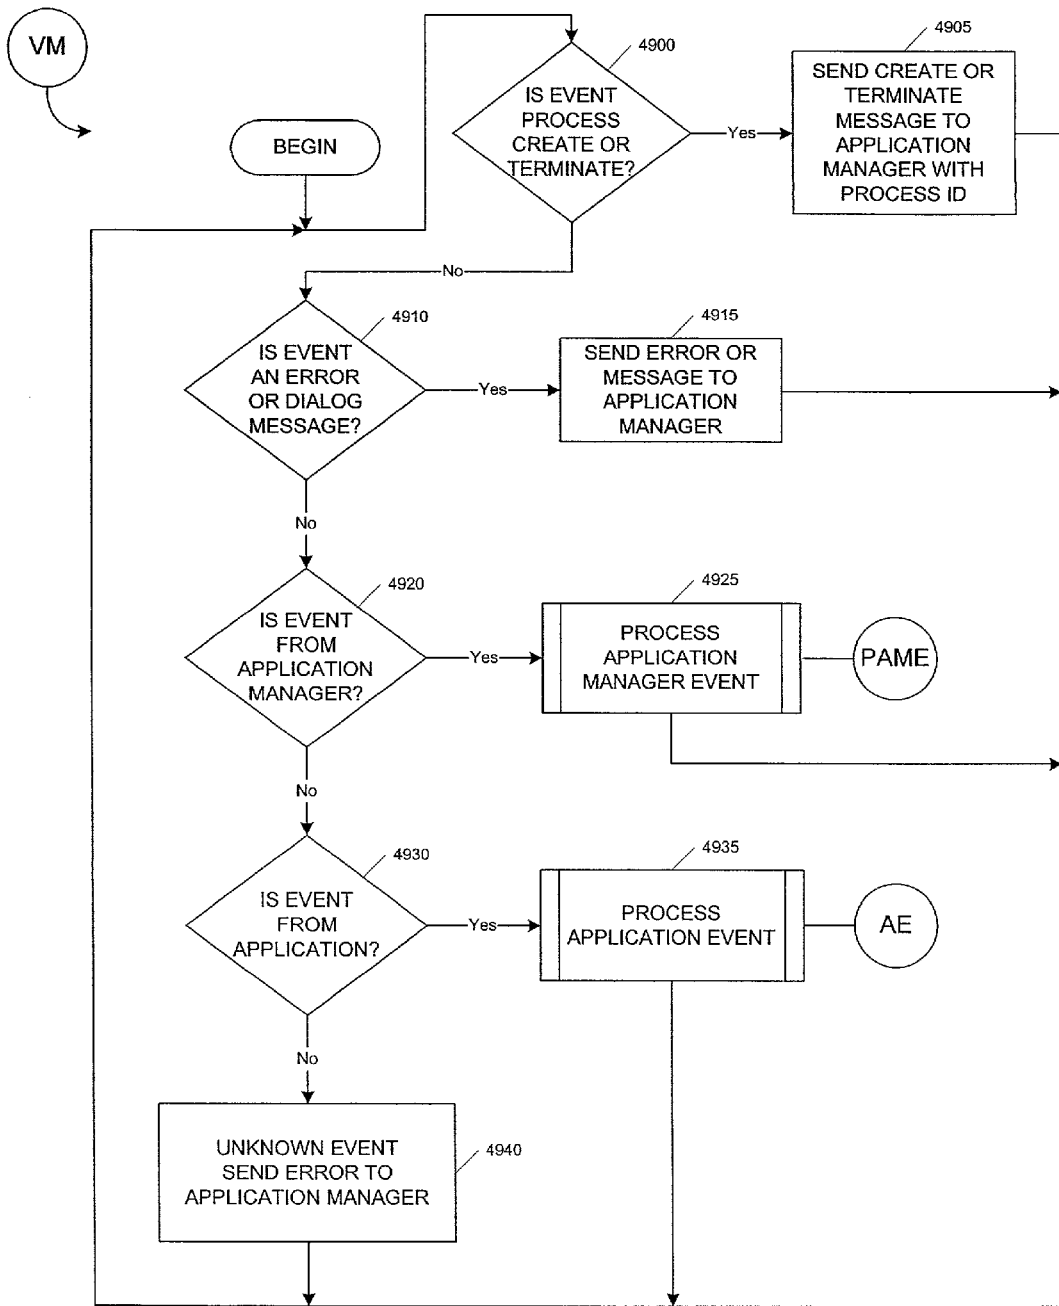 VM
BEGIN
4900
IS EVENT
PROCESS
CREATE OR
TERMINATE?
Yes
4905
SEND CREATE OR
TERMINATE
MESSAGE TO
APPLICATION
MANAGER WITH
PROCESS ID
No
4910
IS EVENT
AN ERROR
OR DIALOG
MESSAGE?
Yes
4915
SEND ERROR OR
MESSAGE TO
APPLICATION
MANAGER
No
4920
IS EVENT
FROM
APPLICATION
MANAGER?
Yes
4925
PROCESS
APPLICATION
MANAGER EVENT
PAME
No
4930
IS EVENT
FROM
APPLICATION?
Yes
4935
PROCESS
APPLICATION EVENT
AE
No
4940
UNKNOWN EVENT
SEND ERROR TO
APPLICATION MANAGER